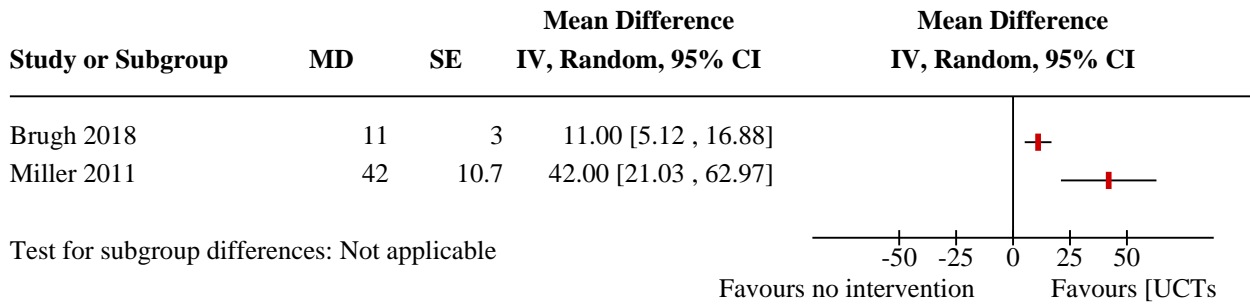 Mean Difference Mean Difference
Study or Subgroup MD SE IV, Random, 95% CI IV, Random, 95% CI
Brugh 2018 11 3 11.00 [5.12 , 16.88]
Miller 2011 42 10.7 42.00 [21.03 , 62.97]
Test for subgroup differences: Not applicable
-50 -25 0 25 50
Favours no intervention Favours [UCTs